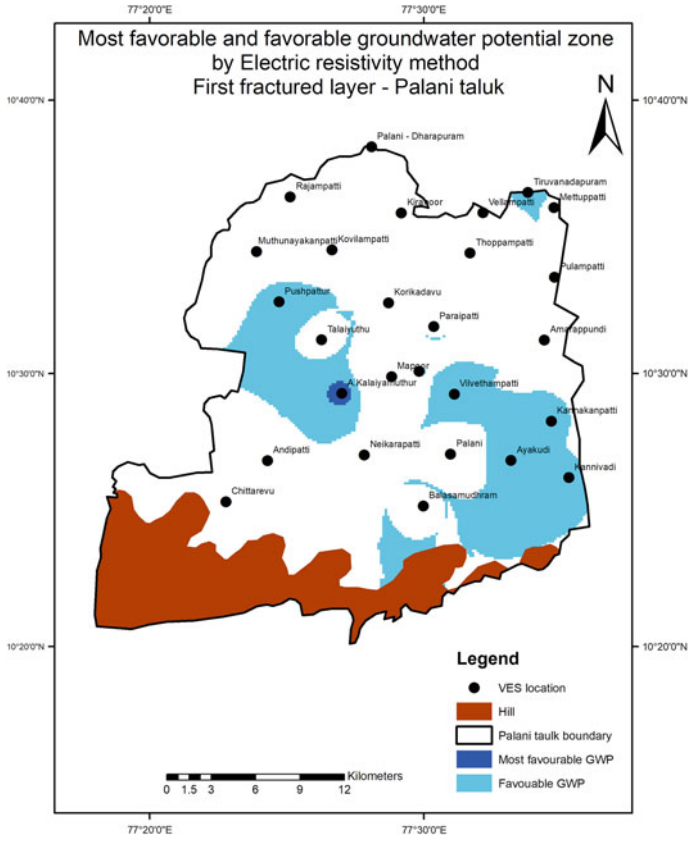 77°20'0"E 77°30'0"E
Most favorable and favorable groundwater potential zone
by Electric resistivity method
First fractured layer - Palani taluk
N
10°40'0"N 10°40'0"N
Palani - Dharapuram
Tiruvanadapuram
Rajampatti
Kiranoor
Vellampatti
Mettuppatti
Muthunayakanpatti
Kovilampatti
Thoppampatti
Pulampatti
Pushpattur
Korikadavu
Paraipatti
Talaiyuthu
Amarappundi
10°30'0"N 10°30'0"N
Manoor
A.Kalaiyamuthur
Vilvethampatti
Kannakanpatti
Andipatti
Neikarapatti
Palani
Ayakudi
Kannivadi
Chittarevu
Balasamudhram
10°20'0"N 10°20'0"N
Legend
VES location
Hill
Palani taulk boundary
Most favourable GWP
Favouable GWP
Kilometers
0 1.5 3 6 9 12
77°20'0"E 77°30'0"E